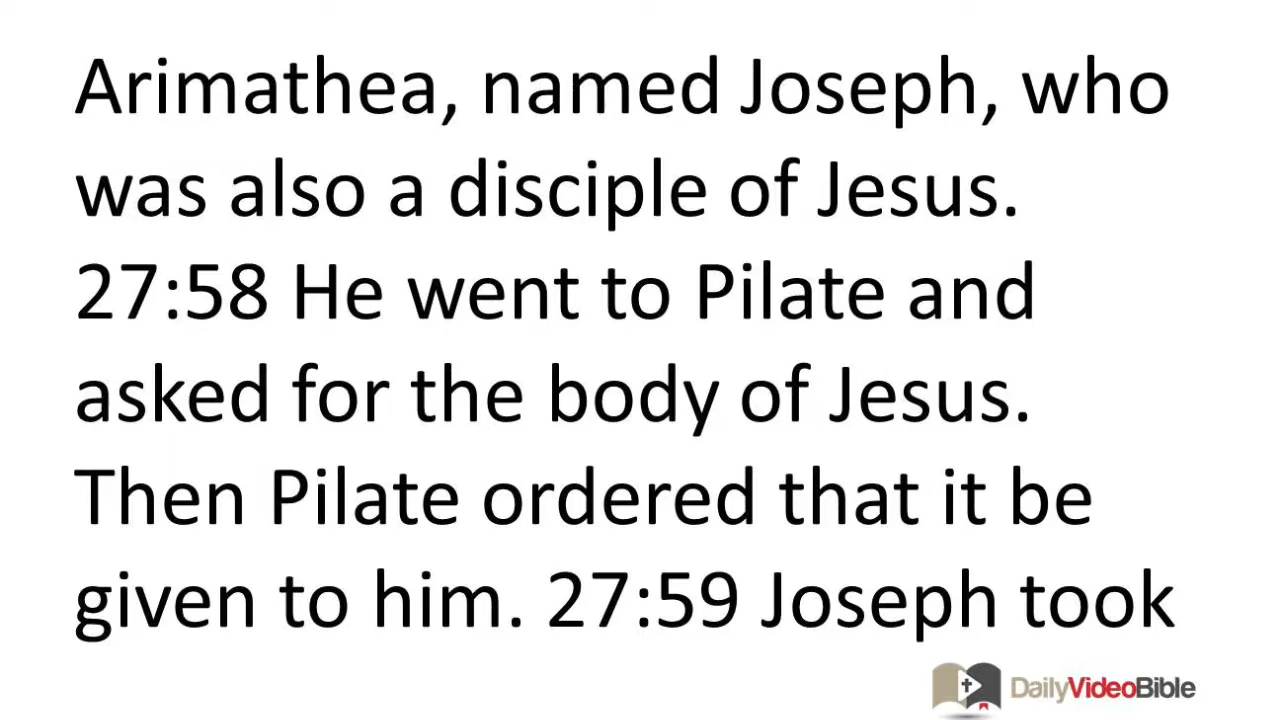 Arimathea, named Joseph, who
was also a disciple of Jesus.
27:58 He went to Pilate and
asked for the body of Jesus.
Then Pilate ordered that it be
given to him. 27:59 Joseph took
DailyVideoBible